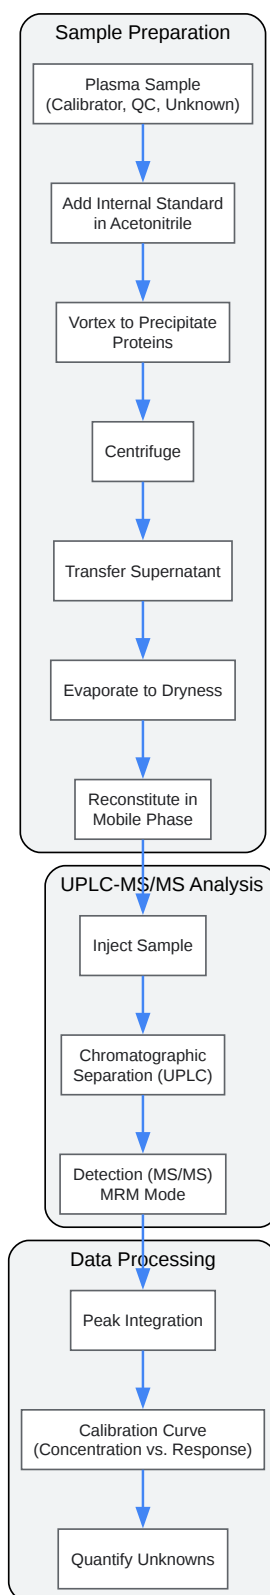 Sample Preparation
Plasma Sample
(Calibrator, QC, Unknown)
Add Internal Standard
in Acetonitrile
Vortex to Precipitate
Proteins
Centrifuge
Transfer Supernatant
Evaporate to Dryness
Reconstitute in
Mobile Phase
UPLC-MS/MS Analysis
Inject Sample
Chromatographic
Separation (UPLC)
Detection (MS/MS)
MRM Mode
Data Processing
Peak Integration
Calibration Curve
(Concentration vs. Response)
Quantify Unknowns